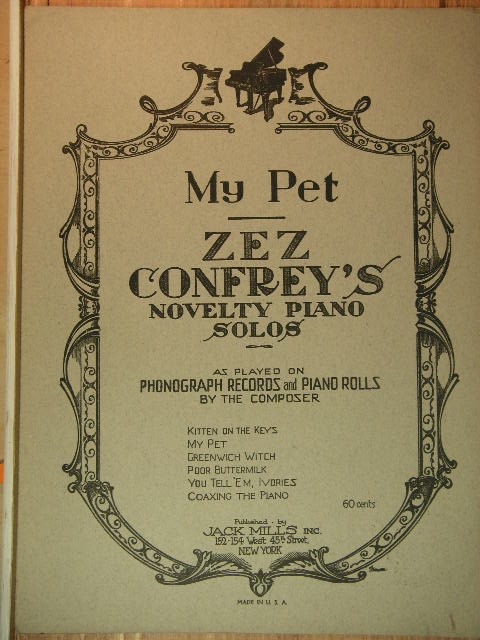 My Pet
ZEZ
CONFREY'S
NOVELTY PIANO
SOLOS
AS PLAYED ON
PHONOGRAPH RECORDS and PIANO ROLLS
BY THE COMPOSER
KITTEN ON THE KEYS
MY PET
GREENWICH WITCH
POOR BUTTERMILK
YOU TELL 'EM, IVORIES
COAXING THE PIANO
60 cents
Published by
JACK MILLS INC.
152-154 West 45th Street,
NEW YORK
MADE IN U.S.A.